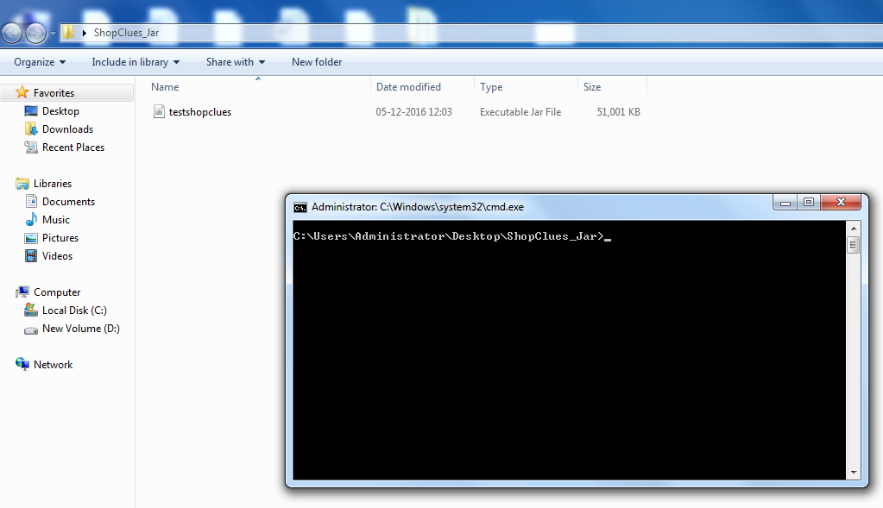 ShopClues_Jar
Organize Include in library Share with New folder
Favorites
Desktop
Downloads
Recent Places
Libraries
Documents
Music
Pictures
Videos
Computer
Local Disk (C:)
New Volume (D:)
Network
Name Date modified Type Size
testshopclues 05-12-2016 12:03 Executable Jar File 51,001 KB
Administrator: C:\Windows\system32\cmd.exe
C:\Users\Administrator\Desktop\ShopClues_Jar>_